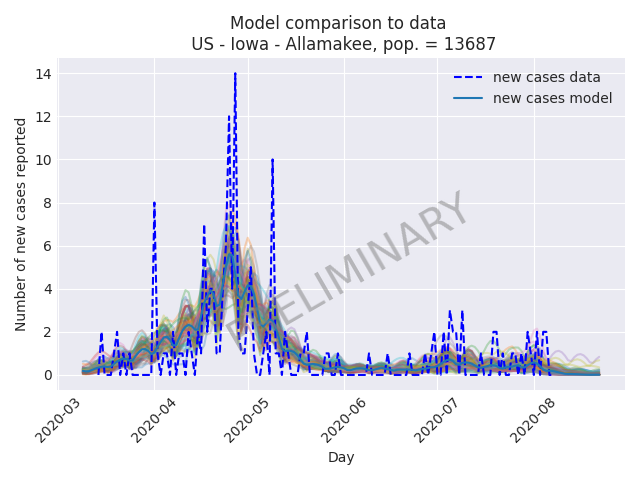 Model comparison to data
US - Iowa - Allamakee, pop. = 13687
14
12
10
8
6
4
2
0
Number of new cases reported
new cases data
new cases model
PRELIMINARY
2020-03
2020-04
2020-05
2020-06
2020-07
2020-08
Day